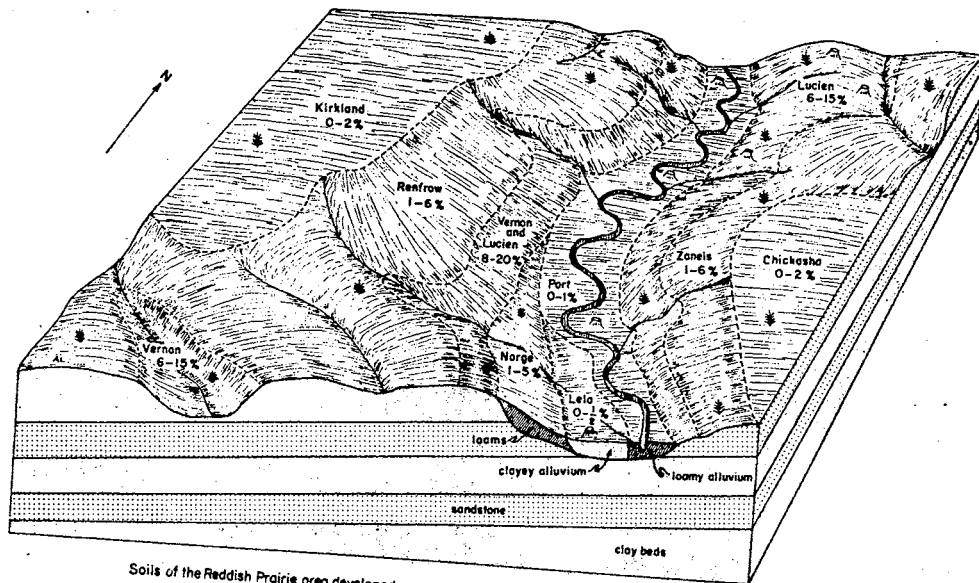 N
Kirkland
0-2%
Lucien
6-15%
Renfrow
1-6%
Vernon
and
Lucien
8-20%
Zaneis
1-6%
Chickasha
0-2%
Port
0-1%
Vernon
6-15%
Norge
1-5%
Lela
0-½%
loams
clayey alluvium
loamy alluvium
sandstone
clay beds
Soils of the Reddish Prairie area developed